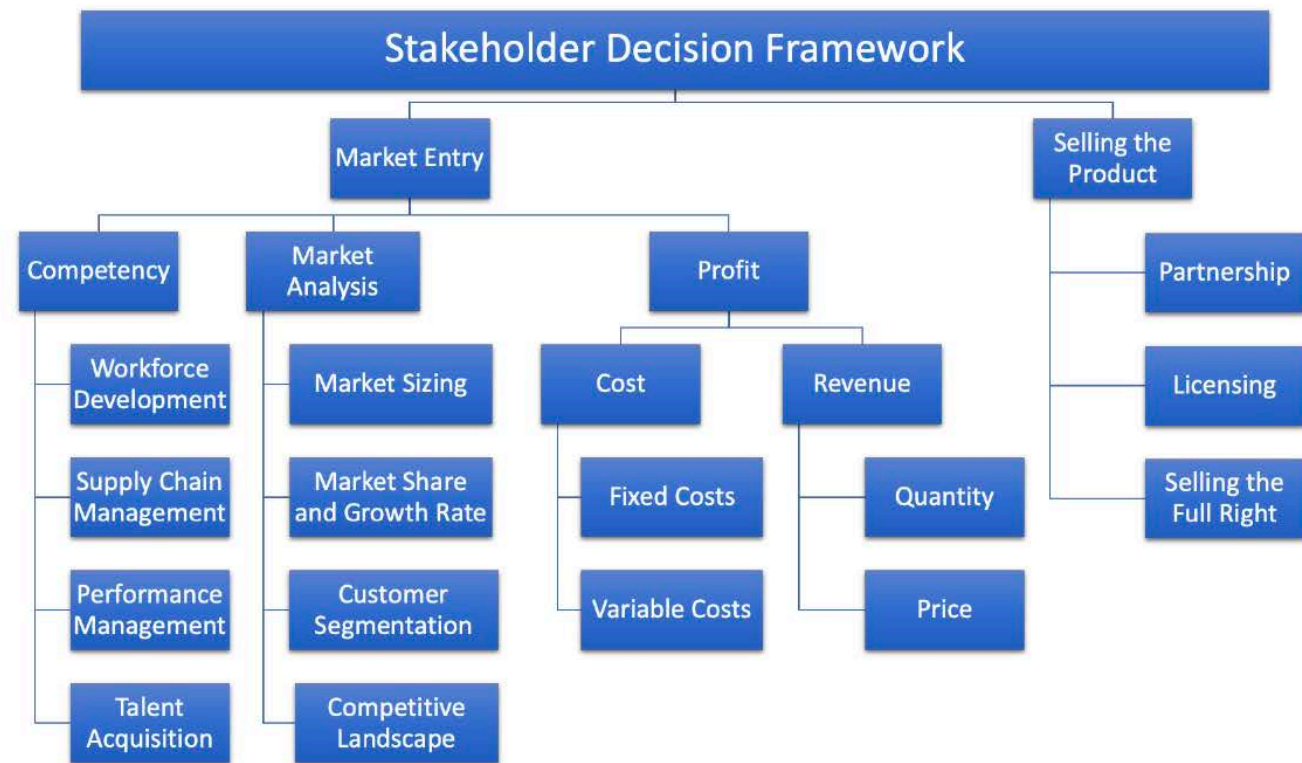 Stakeholder Decision Framework
Market Entry
Selling the
Product
Competency
Market
Analysis
Profit
Partnership
Workforce
Development
Market Sizing
Cost
Revenue
Licensing
Supply Chain
Management
Market Share
and Growth Rate
Fixed Costs
Quantity
Selling the
Full Right
Performance
Management
Customer
Segmentation
Variable Costs
Price
Talent
Acquisition
Competitive
Landscape